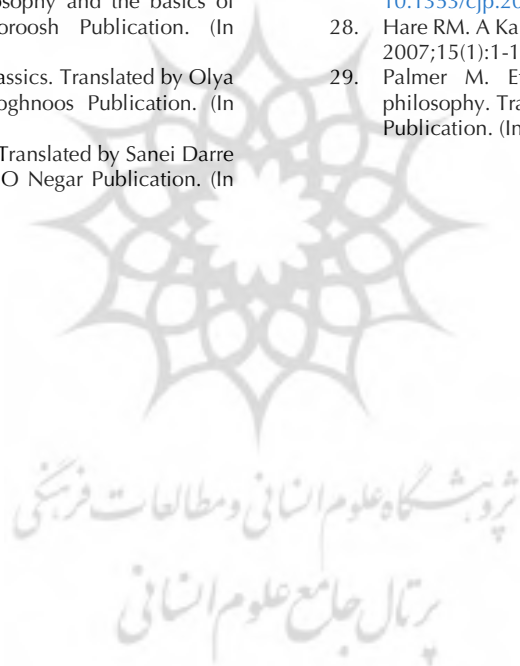 osophy and the basics of
oroosh Publication. (In
assics. Translated by Olya
oghnoos Publication. (In
Translated by Sanei Darre
O Negar Publication. (In
28. Hare RM. A Ka
2007;15(1):1-1
29. Palmer M. E
philosophy. Tra
Publication. (In
پژوهشگاه علوم انسانی و مطالعات فرهنگی
پرتال جامع علوم انسانی